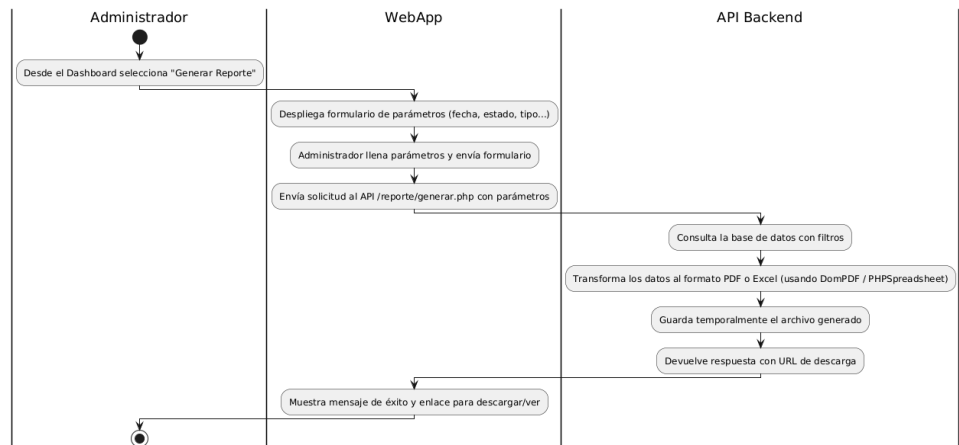 Administrador
WebApp
API Backend
Desde el Dashboard selecciona "Generar Reporte"
Despliega formulario de parámetros (fecha, estado, tipo...)
Administrador llena parámetros y envía formulario
Envía solicitud al API /reporte/generar.php con parámetros
Consulta la base de datos con filtros
Transforma los datos al formato PDF o Excel (usando DomPDF / PHPSpreadsheet)
Guarda temporalmente el archivo generado
Devuelve respuesta con URL de descarga
Muestra mensaje de éxito y enlace para descargar/ver